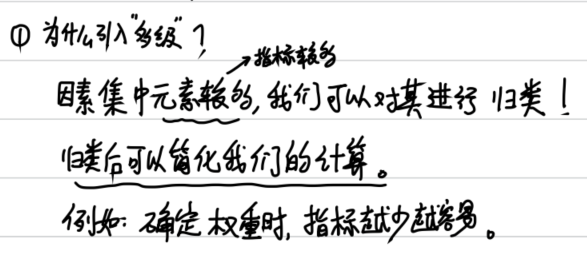 ① 为什么引入"多级"?
→指标较多
因素集中元素较多,我们可以对其进行归类!
归类后可以简化我们的计算。
例如:确定权重时,指标越少越容易。